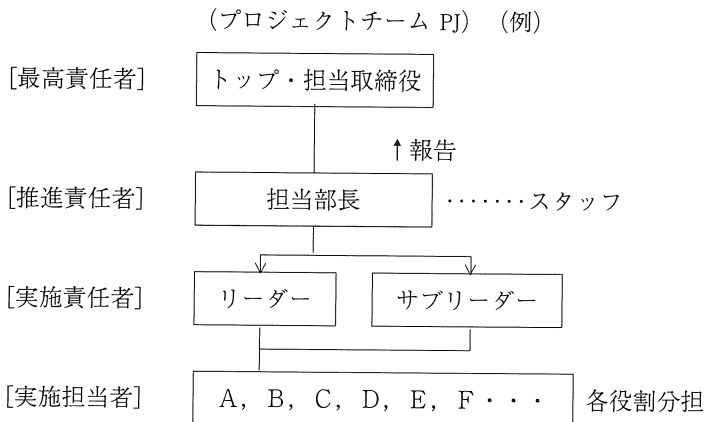 （プロジェクトチーム PJ）（例）
［最高責任者］ トップ・担当取締役
↑報告
［推進責任者］ 担当部長 ‥‥‥・スタッフ
［実施責任者］ リーダー サブリーダー
［実施担当者］ A，B，C，D，E，F・・・ 各役割分担